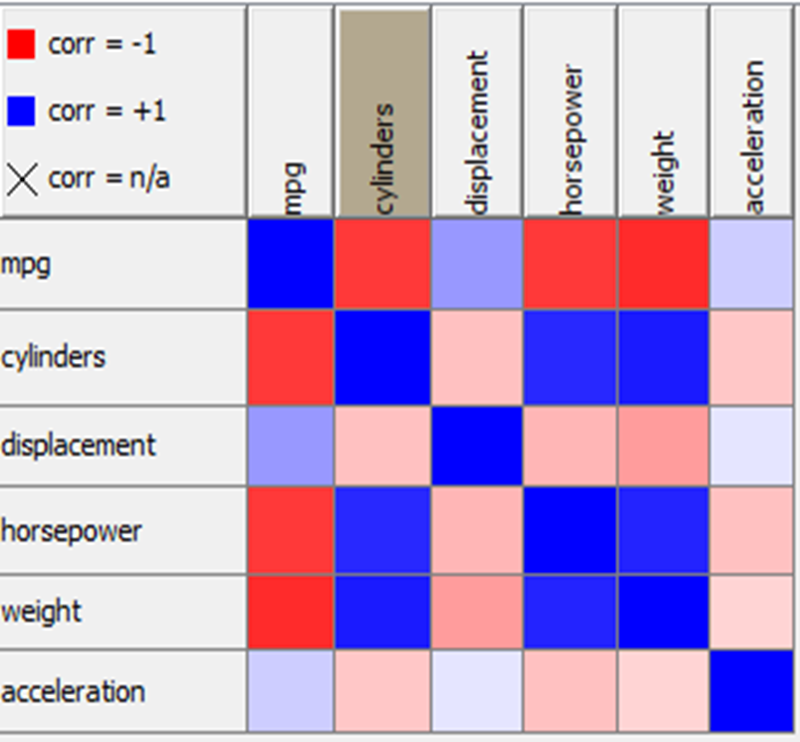 corr = -1
corr = +1
corr = n/a
mpg
cylinders
displacement
horsepower
weight
acceleration
mpg
cylinders
displacement
horsepower
weight
acceleration